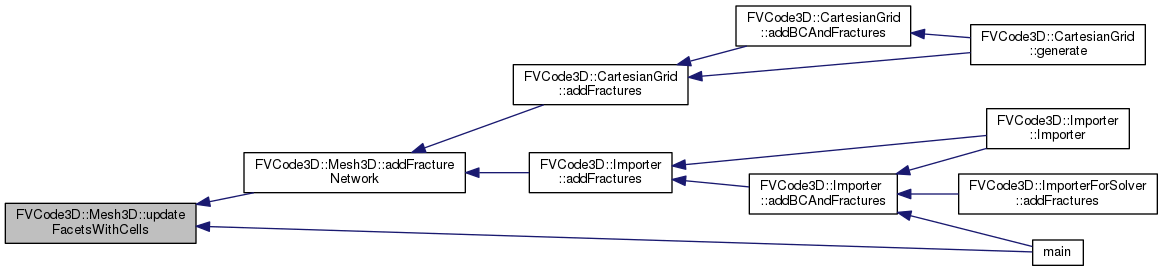 FVCode3D::Mesh3D::update
FacetsWithCells
FVCode3D::Mesh3D::addFracture
Network
FVCode3D::CartesianGrid
::addFractures
FVCode3D::CartesianGrid
::addBCAndFractures
FVCode3D::CartesianGrid
::generate
FVCode3D::Importer
::addFractures
FVCode3D::Importer
::Importer
FVCode3D::Importer
::addBCAndFractures
FVCode3D::ImporterForSolver
::addFractures
main